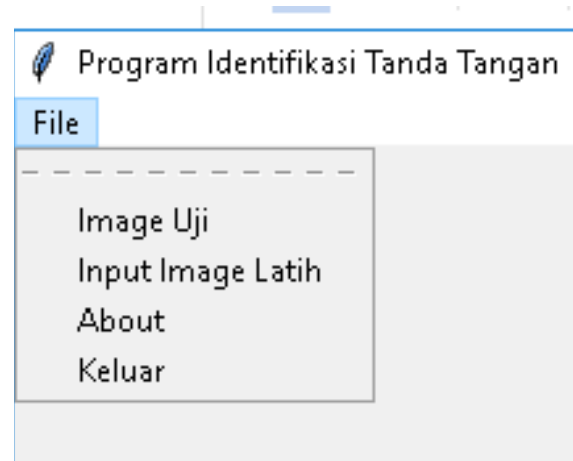 Program Identifikasi Tanda Tangan
File
Image Uji
Input Image Latih
About
Keluar